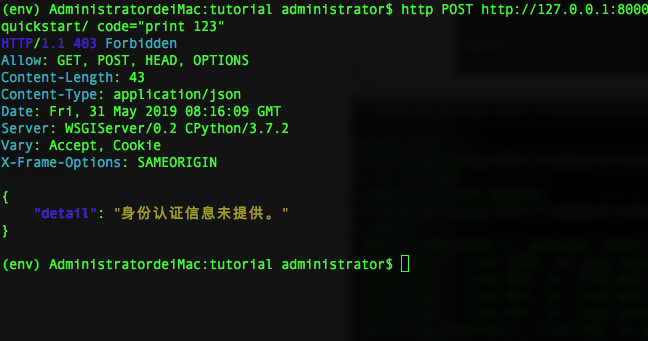 (env) AdministratordeiMac:tutorial administrator$ http POST http://127.0.0.1:8000
quickstart/ code="print 123"
HTTP/1.1 403 Forbidden
Allow: GET, POST, HEAD, OPTIONS
Content-Length: 43
Content-Type: application/json
Date: Fri, 31 May 2019 08:16:09 GMT
Server: WSGIServer/0.2 CPython/3.7.2
Vary: Accept, Cookie
X-Frame-Options: SAMEORIGIN
{
"detail": "身份认证信息未提供。"
}
(env) AdministratordeiMac:tutorial administrator$